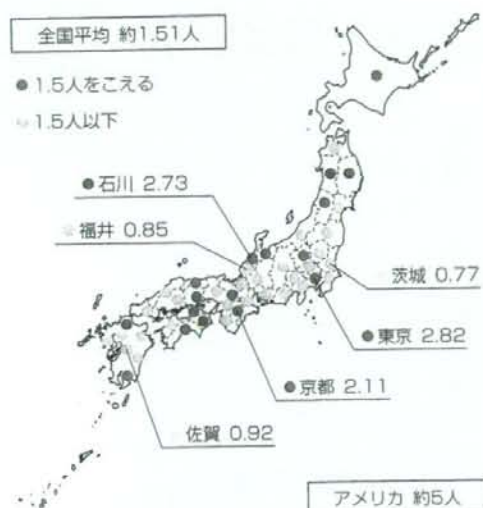 全国平均 約1.51人
● 1.5人をこえる
● 1.5人以下
● 石川 2.73
● 福井 0.85
茨城 0.77
● 東京 2.82
● 京都 2.11
佐賀 0.92
アメリカ 約5人